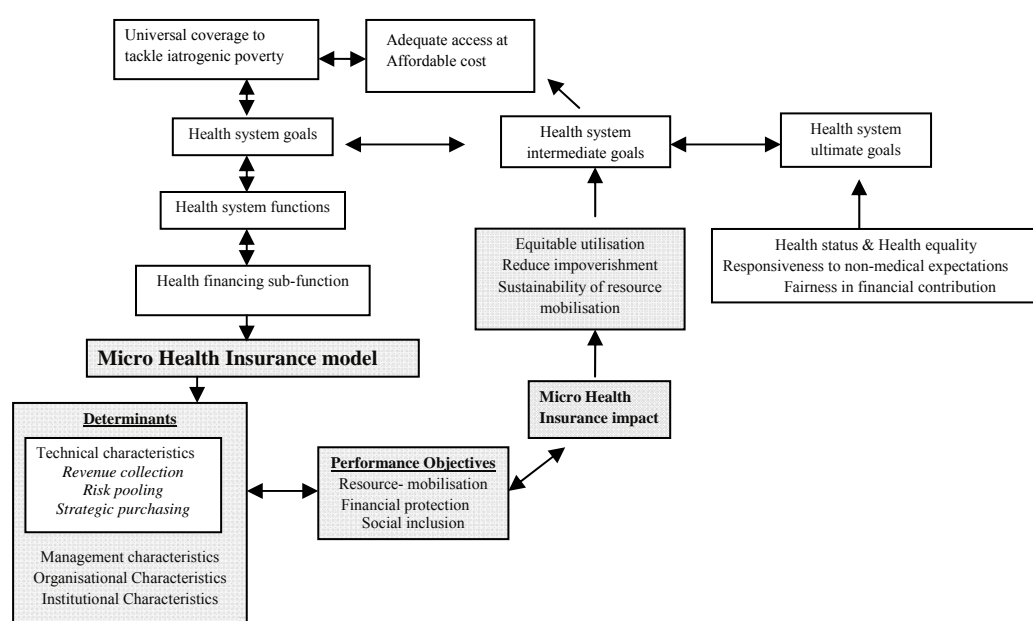 Universal coverage to
tackle iatrogenic poverty
Adequate access at
Affordable cost
Health system goals
Health system
intermediate goals
Health system
ultimate goals
Health system functions
Equitable utilisation
Reduce impoverishment
Sustainability of resource
mobilisation
Health status & Health equality
Responsiveness to non-medical expectations
Fairness in financial contribution
Health financing sub-function
Micro Health Insurance model
Micro Health
Insurance impact
Determinants
Technical characteristics
Revenue collection
Risk pooling
Strategic purchasing
Management characteristics
Organisational Characteristics
Institutional Characteristics
Performance Objectives
Resource- mobilisation
Financial protection
Social inclusion